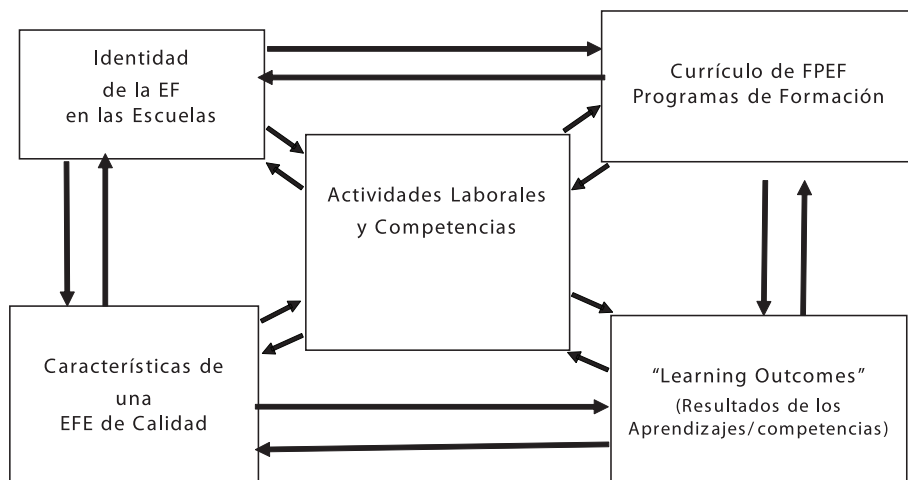 Identidad
de la EF
en las Escuelas
Currículo de FPEF
Programas de Formación
Actividades Laborales
y Competencias
Características de
una
EFE de Calidad
“Learning Outcomes”
(Resultados de los
Aprendizajes/competencias)